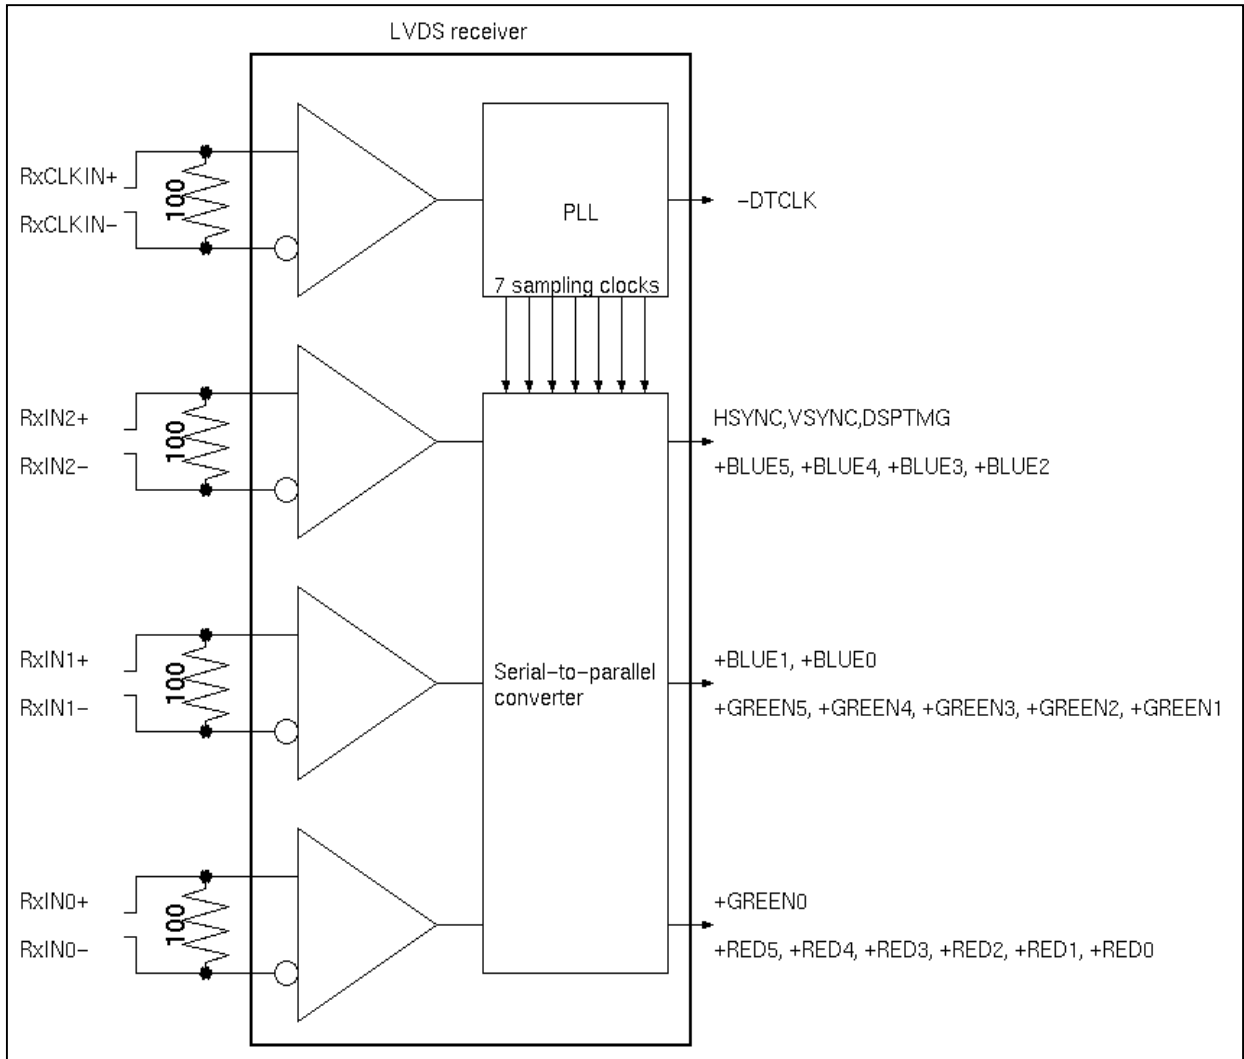 LVDS receiver
RxCLKIN+
100
RxCLKIN-
PLL
-DTCLK
7 sampling clocks
RxIN2+
100
RxIN2-
HSYNC,VSYNC,DSPTMG
+BLUE5, +BLUE4, +BLUE3, +BLUE2
RxIN1+
100
RxIN1-
Serial-to-parallel
converter
+BLUE1, +BLUE0
+GREEN5, +GREEN4, +GREEN3, +GREEN2, +GREEN1
RxIN0+
100
RxIN0-
+GREEN0
+RED5, +RED4, +RED3, +RED2, +RED1, +RED0